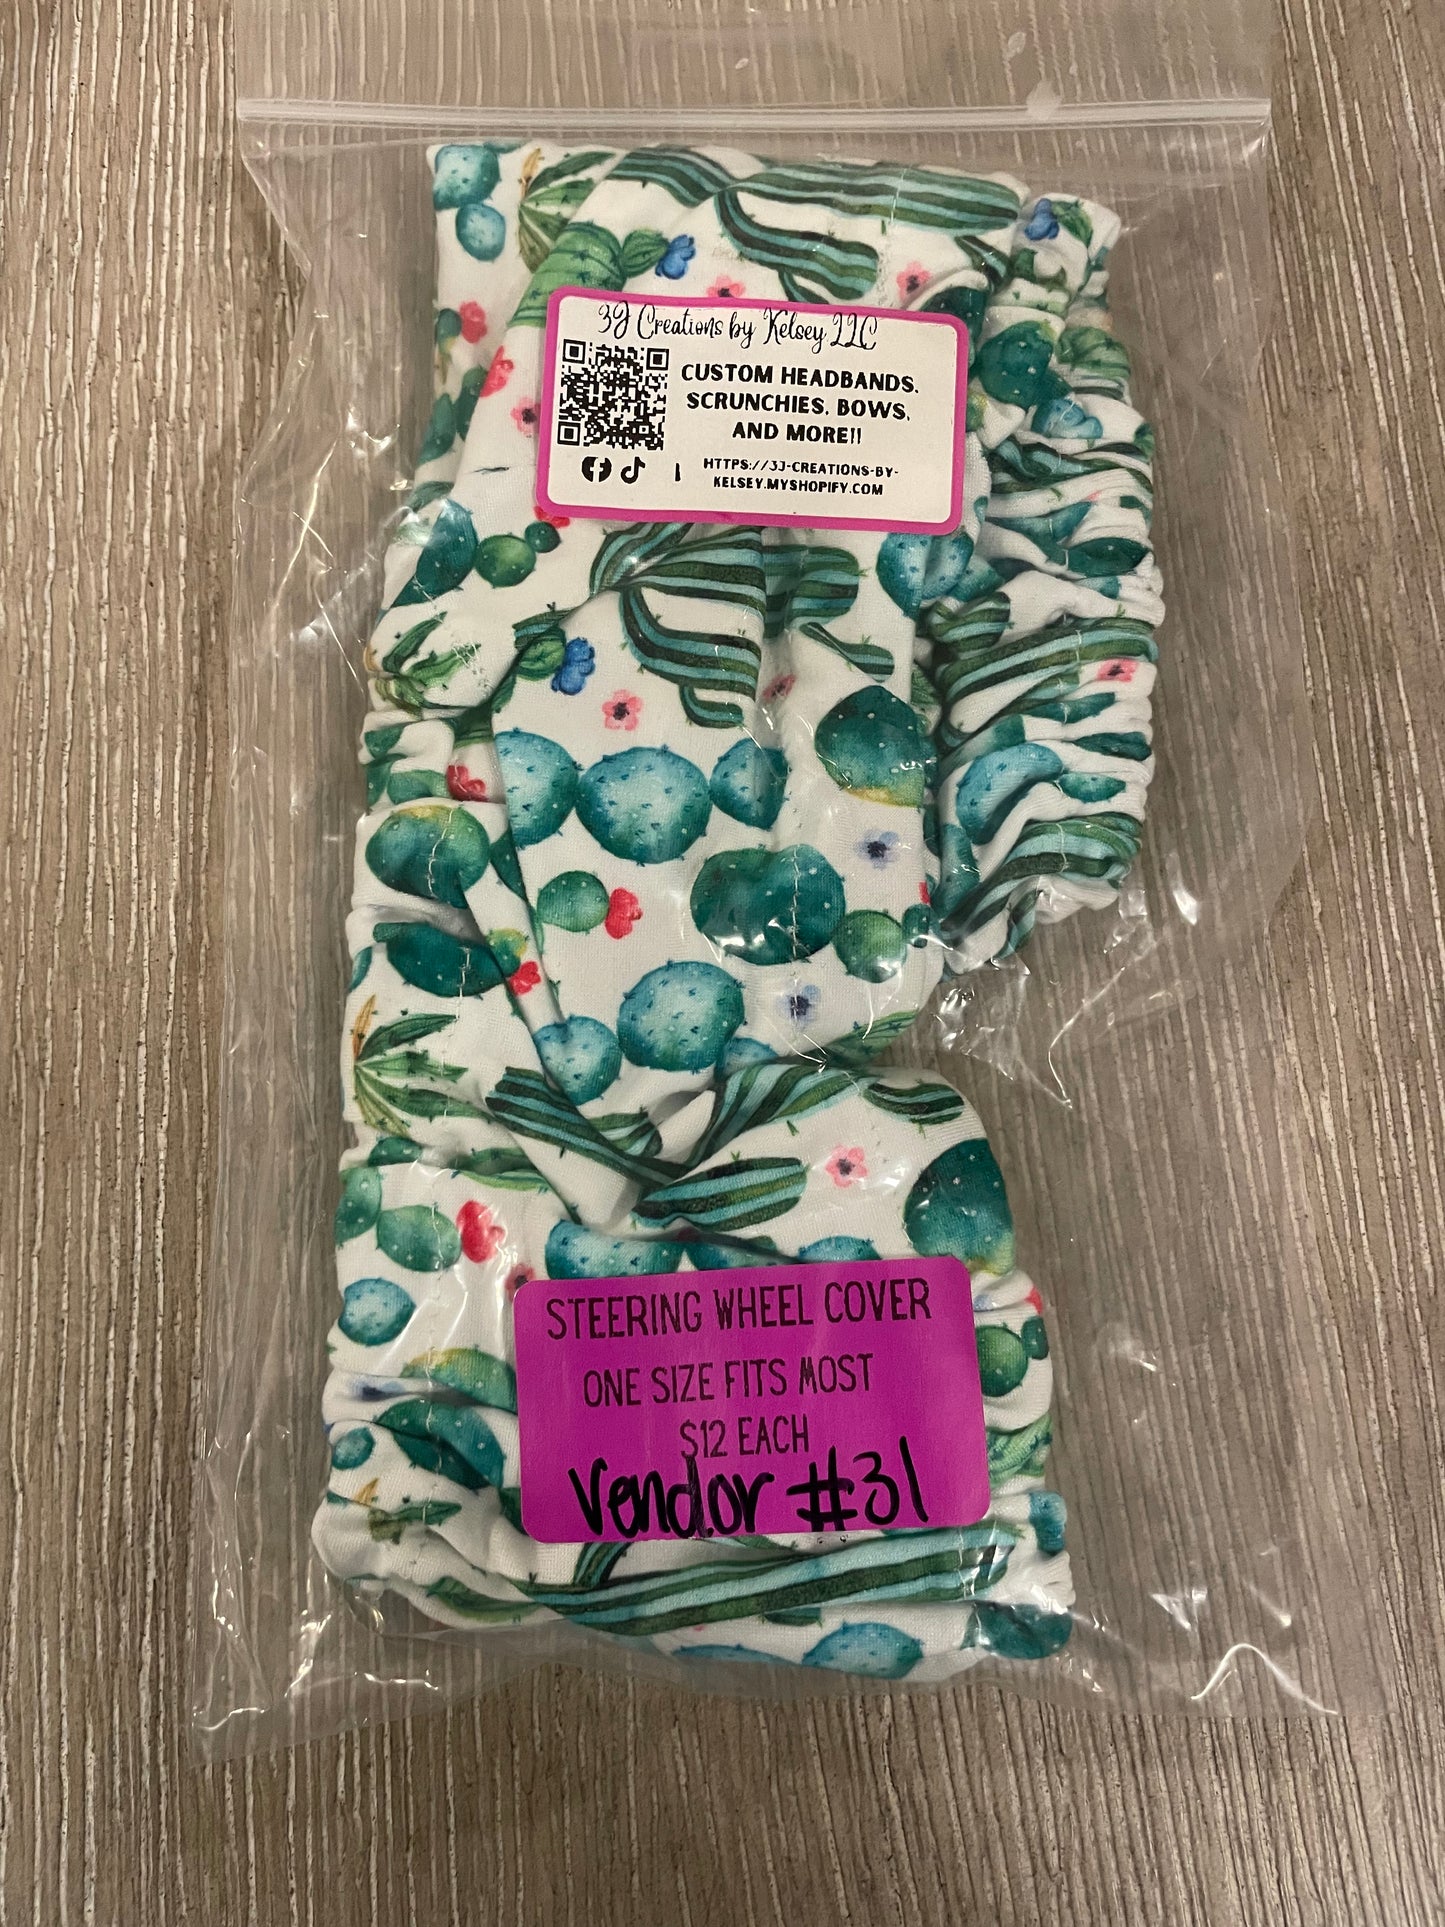 3J Creations by Kelsey LLC
CUSTOM HEADBANDS,
SCRUNCHIES, BOWS,
AND MORE!!
HTTPS://3J-CREATIONS-BY-
KELSEY.MYSHOPIFY.COM
STEERING WHEEL COVER
ONE SIZE FITS MOST
$12 EACH
Vendor #31